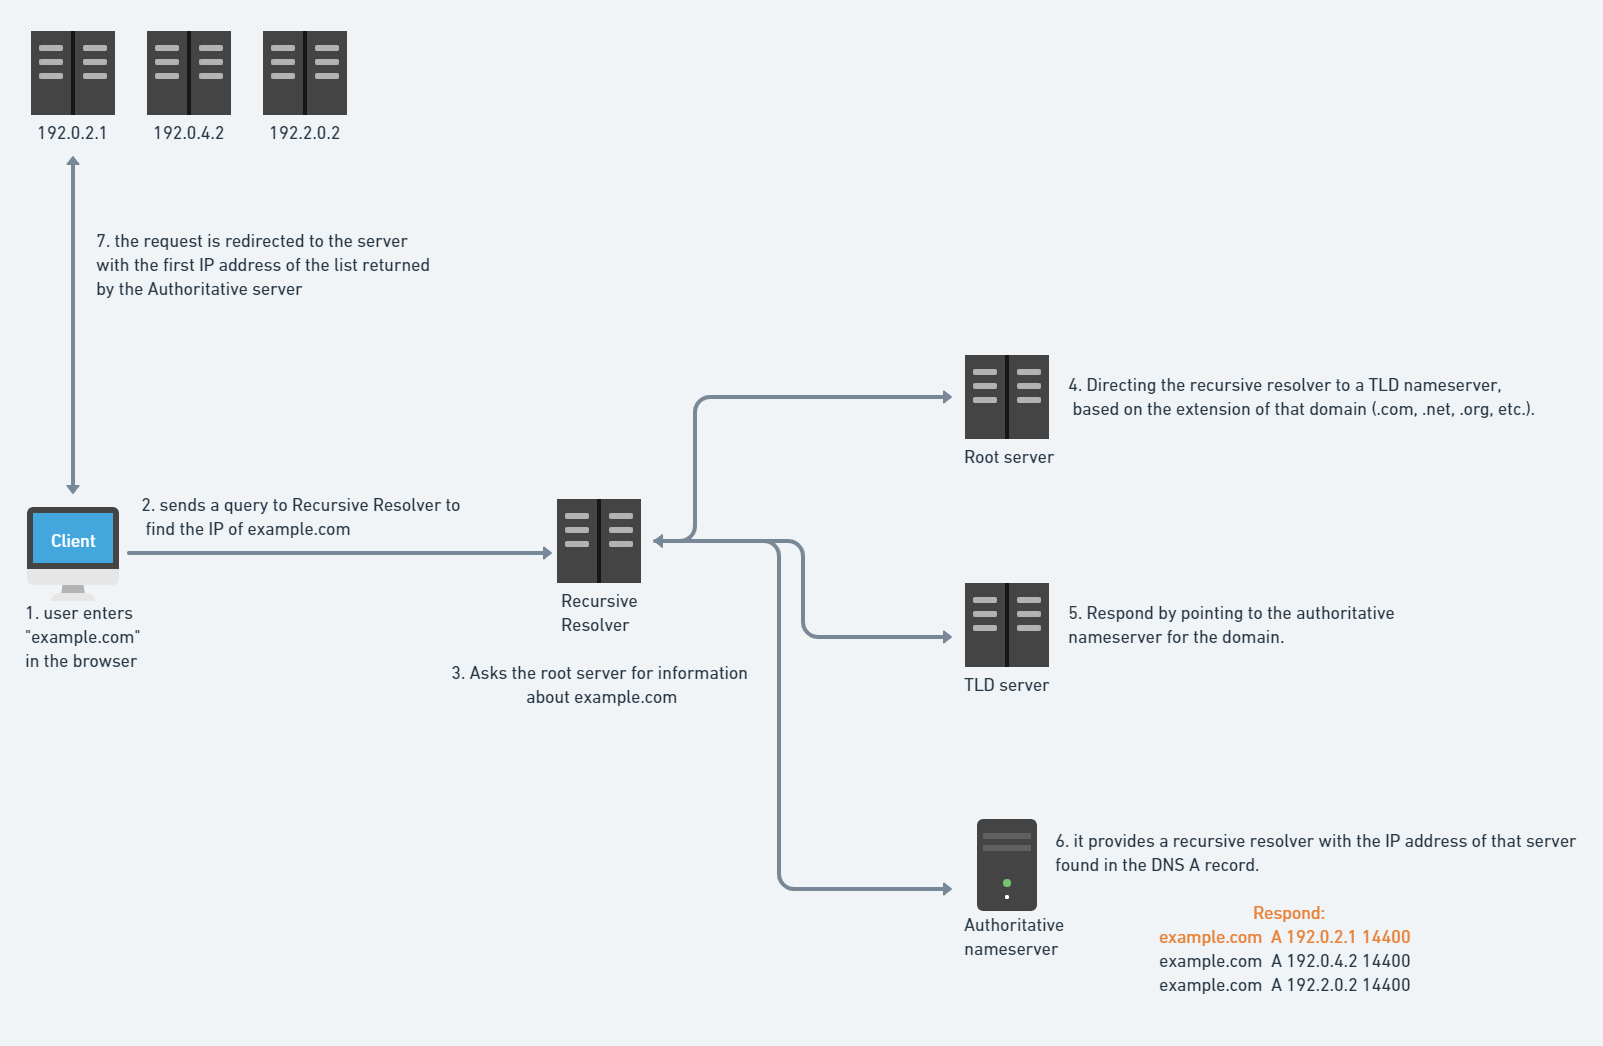 192.0.2.1
192.0.4.2
192.2.0.2
7. the request is redirected to the server
with the first IP address of the list returned
by the Authoritative server
4. Directing the recursive resolver to a TLD nameserver,
based on the extension of that domain (.com, .net, .org, etc.).
Root server
2. sends a query to Recursive Resolver to
find the IP of example.com
Client
1. user enters
"example.com"
in the browser
Recursive
Resolver
3. Asks the root server for information
about example.com
5. Respond by pointing to the authoritative
nameserver for the domain.
TLD server
6. it provides a recursive resolver with the IP address of that server
found in the DNS A record.
Authoritative
nameserver
Respond:
example.com A 192.0.2.1 14400
example.com A 192.0.4.2 14400
example.com A 192.2.0.2 14400